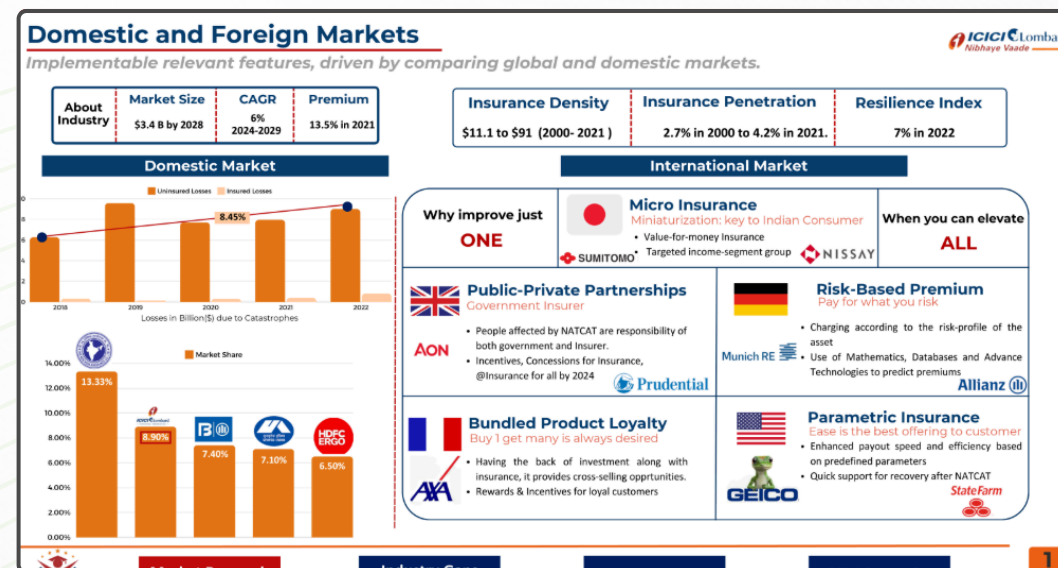 Domestic and Foreign Markets
ICICI Lomba
Nibhaye Vaade
Implementable relevant features, driven by comparing global and domestic markets.
About Industry
Market Size
$3.4 B by 2028
CAGR
6%
2024-2029
Premium
13.5% in 2021
Insurance Density
$11.1 to $91 (2000- 2021 )
Insurance Penetration
2.7% in 2000 to 4.2% in 2021.
Resilience Index
7% in 2022
Domestic Market
Uninsured Losses
Insured Losses
8.45%
0
8
6
4
2
0
2018
2019
2020
2021
2022
Losses in Billion($) due to Catastrophes
Market Share
14.00%
12.00%
10.00%
8.00%
6.00%
4.00%
2.00%
0.00%
13.33%
ICICI Lombard
8.90%
7.40%
7.10%
HDFC
ERGO
6.50%
International Market
Why improve just
ONE
Micro Insurance
Miniaturization: key to Indian Consumer
• Value-for-money Insurance
• Targeted income-segment group
SUMITOMO
NISSAY
When you can elevate
ALL
Public-Private Partnerships
Government Insurer
• People affected by NATCAT are responsibility of
both government and Insurer.
• Incentives, Concessions for Insurance,
@Insurance for all by 2024
AON
Prudential
Risk-Based Premium
Pay for what you risk
• Charging according to the risk-profile of the
asset
• Use of Mathematics, Databases and Advance
Technologies to predict premiums
Munich RE
Allianz
Bundled Product Loyalty
Buy 1 get many is always desired
• Having the back of investment along with
insurance, it provides cross-selling opprtunities.
• Rewards & Incentives for loyal customers
AXA
Parametric Insurance
Ease is the best offering to customer
• Enhanced payout speed and efficiency based
on predefined parameters
• Quick support for recovery after NATCAT
GEICO
StateFarm
1